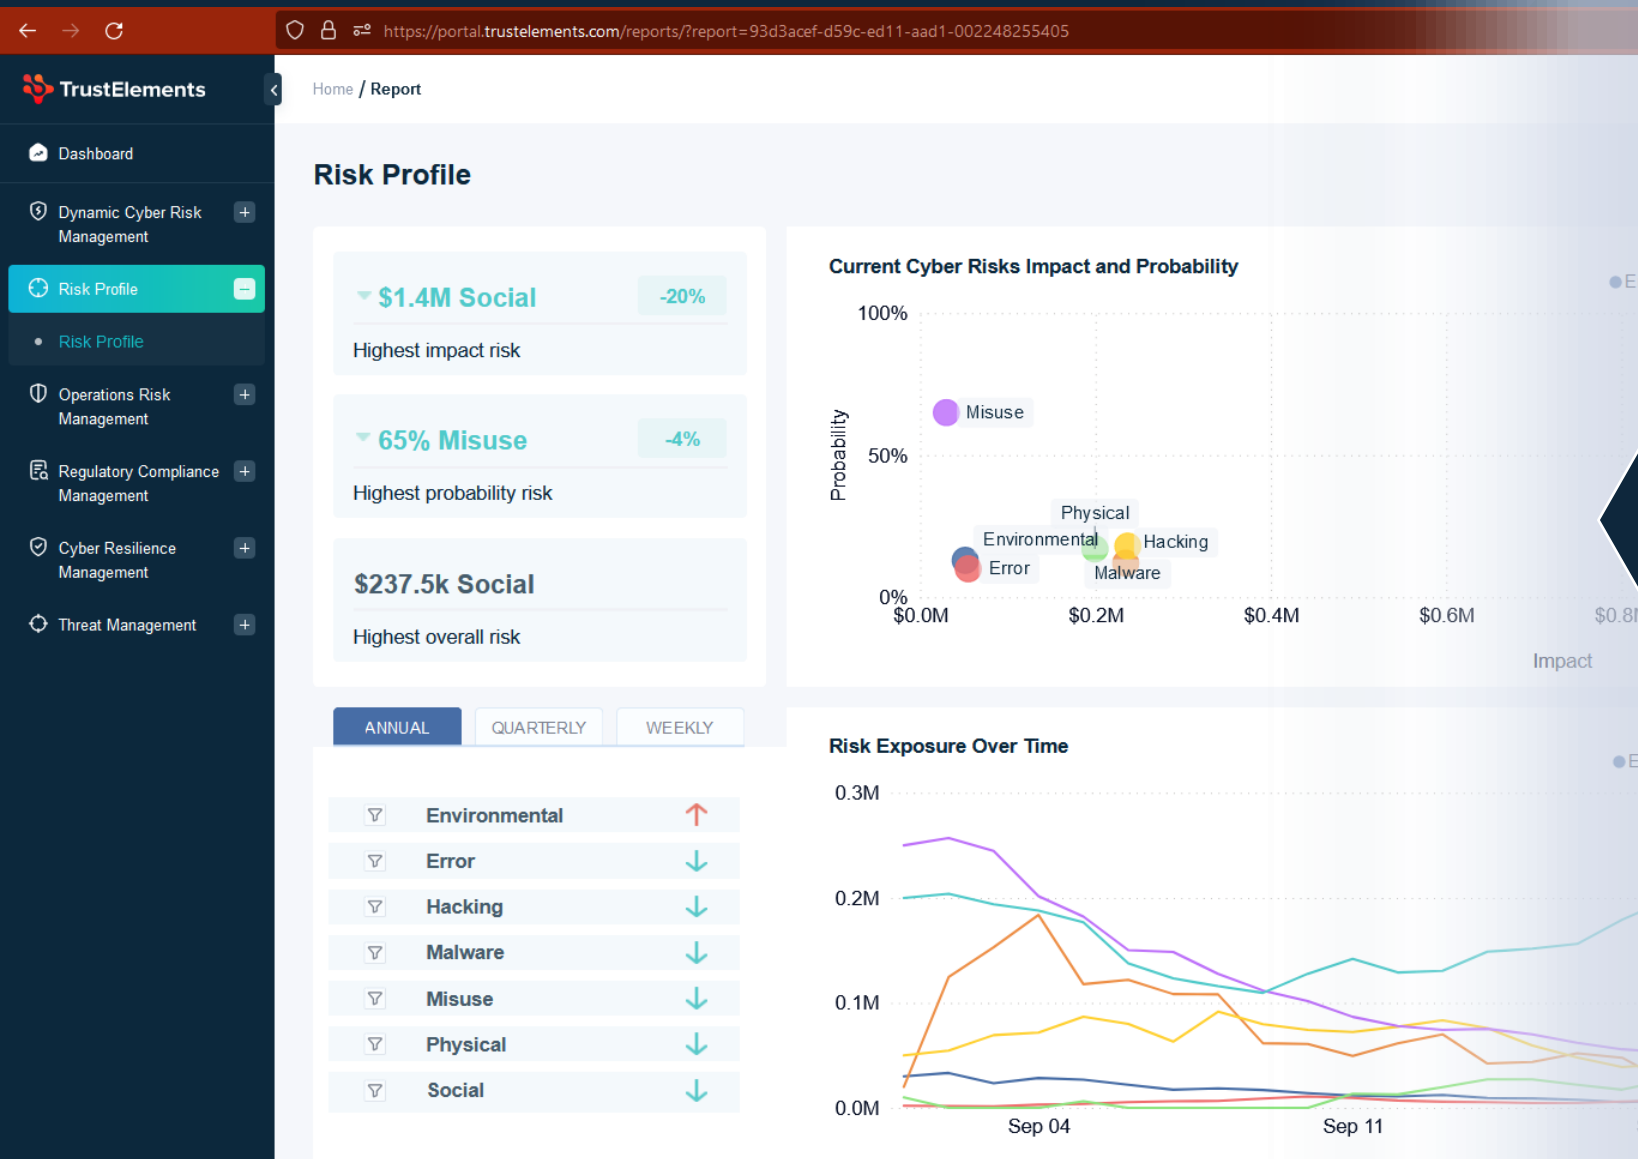 https://portal.trustelements.com/reports/?report=93d3acef-d59c-ed11-aad1-002248255405
TrustElements
Home / Report
Dashboard
Dynamic Cyber Risk
Management
Risk Profile
Risk Profile
Operations Risk
Management
Regulatory Compliance
Management
Cyber Resilience
Management
Threat Management
Risk Profile
$1.4M Social
-20%
Highest impact risk
65% Misuse
-4%
Highest probability risk
$237.5k Social
Highest overall risk
Current Cyber Risks Impact and Probability
E
100%
50%
0%
Probability
Misuse
Physical
Environmental
Hacking
Error
Malware
$0.0M
$0.2M
$0.4M
$0.6M
$0.8
Impact
ANNUAL
QUARTERLY
WEEKLY
Environmental
Error
Hacking
Malware
Misuse
Physical
Social
Risk Exposure Over Time
E
0.3M
0.2M
0.1M
0.0M
Sep 04
Sep 11